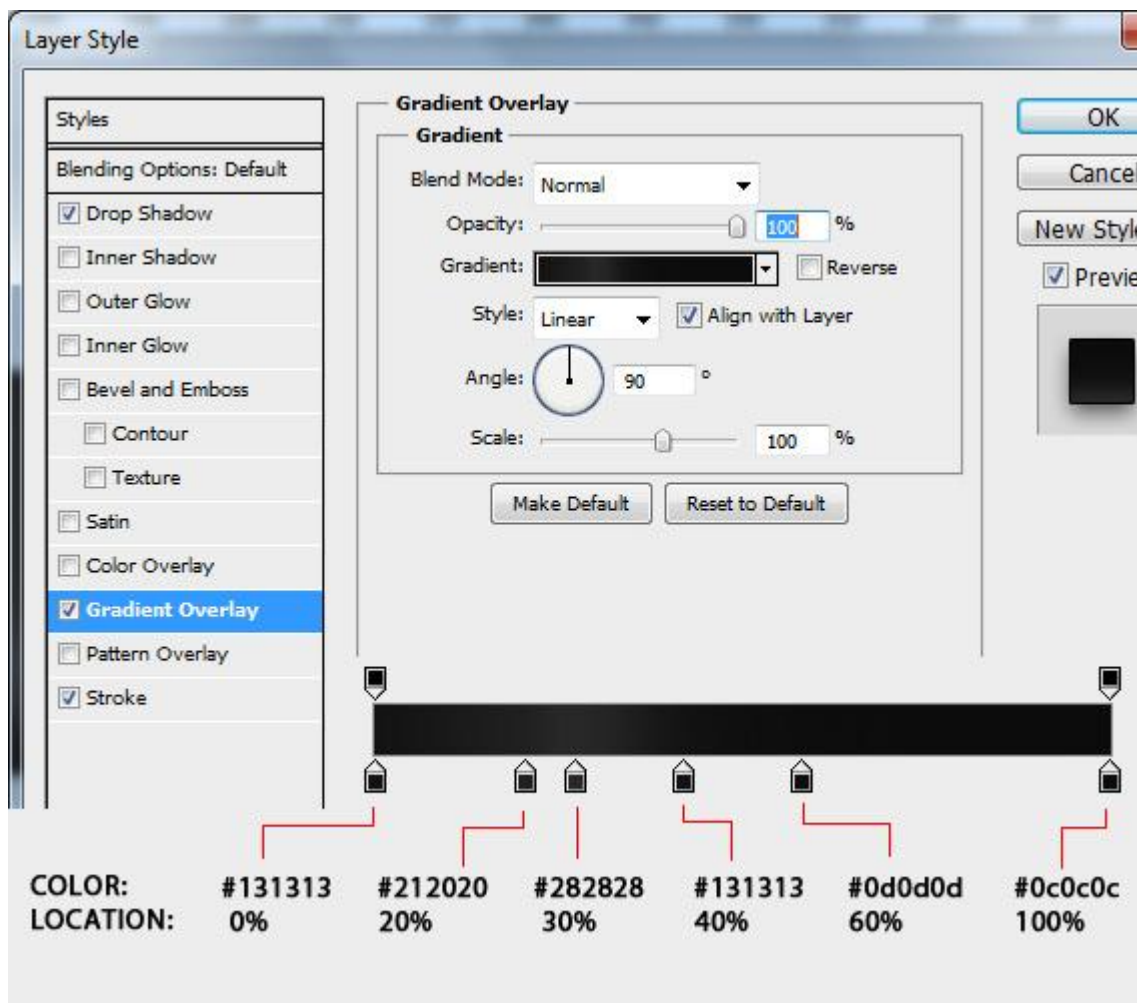 Layer Style
Styles
Blending Options: Default
Drop Shadow
Inner Shadow
Outer Glow
Inner Glow
Bevel and Emboss
Contour
Texture
Satin
Color Overlay
Gradient Overlay
Pattern Overlay
Stroke
Gradient Overlay
Gradient
Blend Mode: Normal
Opacity: 100 %
Gradient: Reverse
Style: Linear Align with Layer
Angle: 90 °
Scale: 100 %
Make Default Reset to Default
OK
Cancel
New Style
Previe
COLOR: #131313 #212020 #282828 #131313 #0d0d0d #0c0c0c
LOCATION: 0% 20% 30% 40% 60% 100%